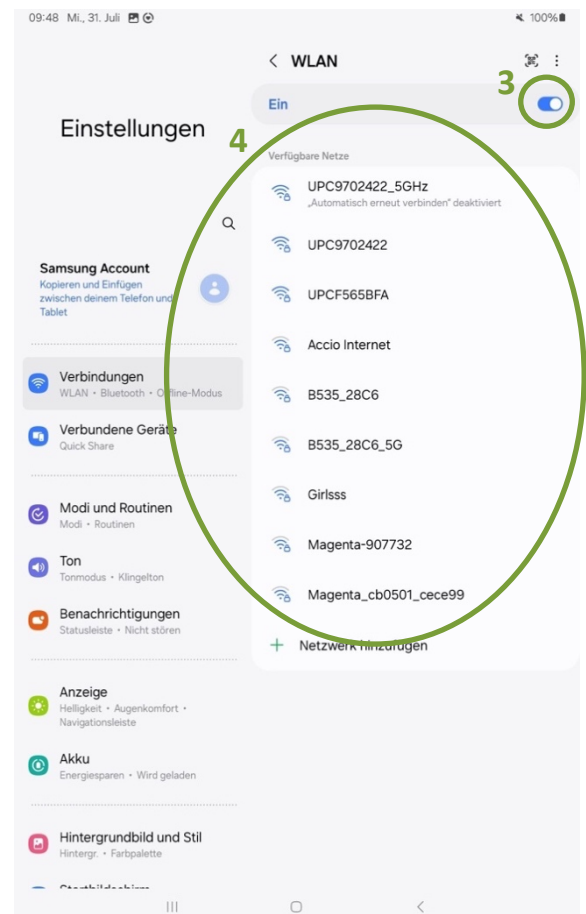 09:48 Mi., 31. Juli
100%
Einstellungen
Samsung Account
Kopieren und Einfügen
zwischen deinem Telefon und
Tablet
Verbindungen
WLAN • Bluetooth • Offline-Modus
Verbundene Geräte
Quick Share
Modi und Routinen
Modi • Routinen
Ton
Tonmodus • Klingelton
Benachrichtigungen
Statusleiste • Nicht stören
Anzeige
Helligkeit • Augenkomfort •
Navigationsleiste
Akku
Energiesparen • Wird geladen
Hintergrundbild und Stil
Hintergr. • Farbpalette
Startbildschirm
WLAN
3
Ein
4
Verfügbare Netze
UPC9702422_5GHz
„Automatisch erneut verbinden“ deaktiviert
UPC9702422
UPCF565BFA
Accio Internet
B535_28C6
B535_28C6_5G
Girlsss
Magenta-907732
Magenta_cb0501_cece99
Netzwerk hinzufügen